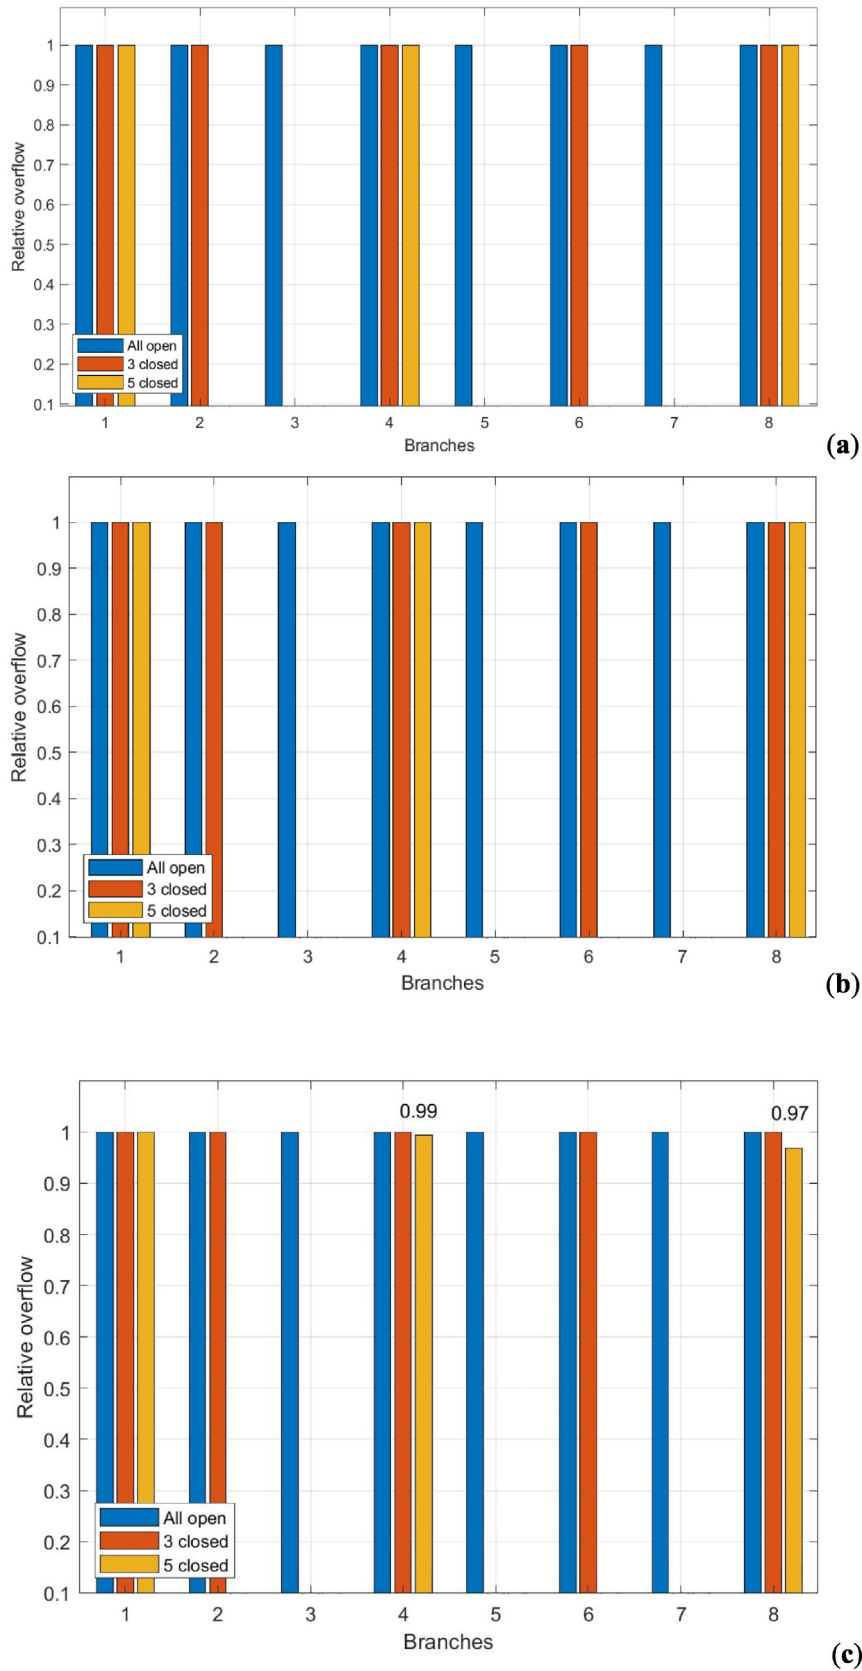 1
0.9
0.8
0.7
0.6
0.5
0.4
0.3
0.2
0.1
Relative overflow
All open
3 closed
5 closed
1 2 3 4 5 6 7 8
Branches
(a)
1
0.9
0.8
0.7
0.6
0.5
0.4
0.3
0.2
0.1
Relative overflow
All open
3 closed
5 closed
1 2 3 4 5 6 7 8
Branches
(b)
0.99 0.97
1
0.9
0.8
0.7
0.6
0.5
0.4
0.3
0.2
0.1
Relative overflow
All open
3 closed
5 closed
1 2 3 4 5 6 7 8
Branches
(c)